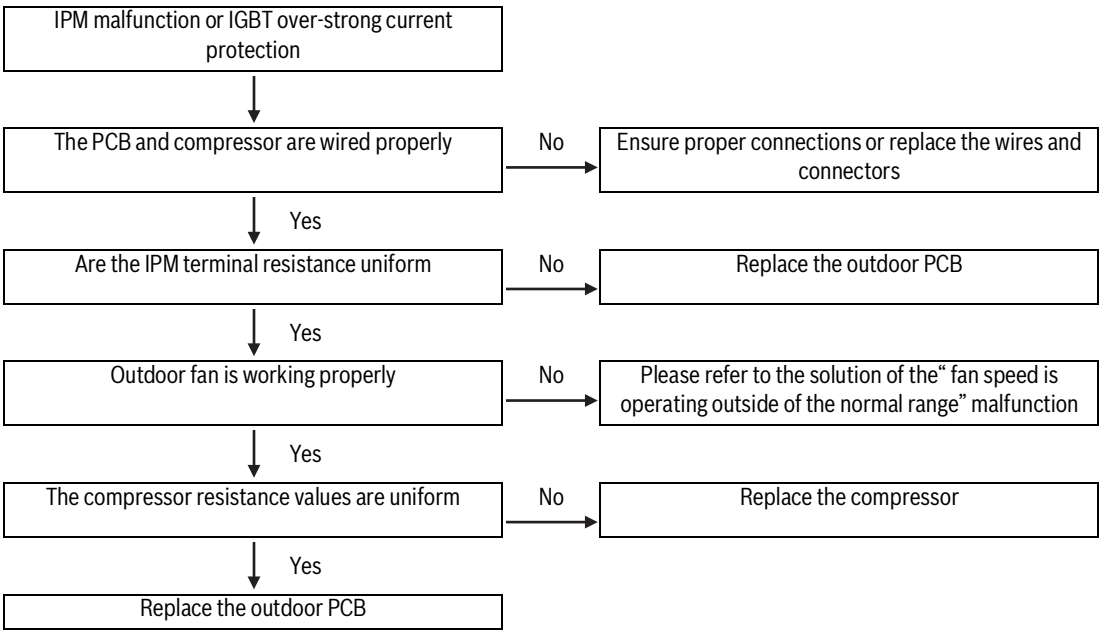 IPM malfunction or IGBT over-strong current
protection
The PCB and compressor are wired properly
No
Ensure proper connections or replace the wires and
connectors
Yes
Are the IPM terminal resistance uniform
No
Replace the outdoor PCB
Yes
Outdoor fan is working properly
No
Please refer to the solution of the“ fan speed is
operating outside of the normal range” malfunction
Yes
The compressor resistance values are uniform
No
Replace the compressor
Yes
Replace the outdoor PCB